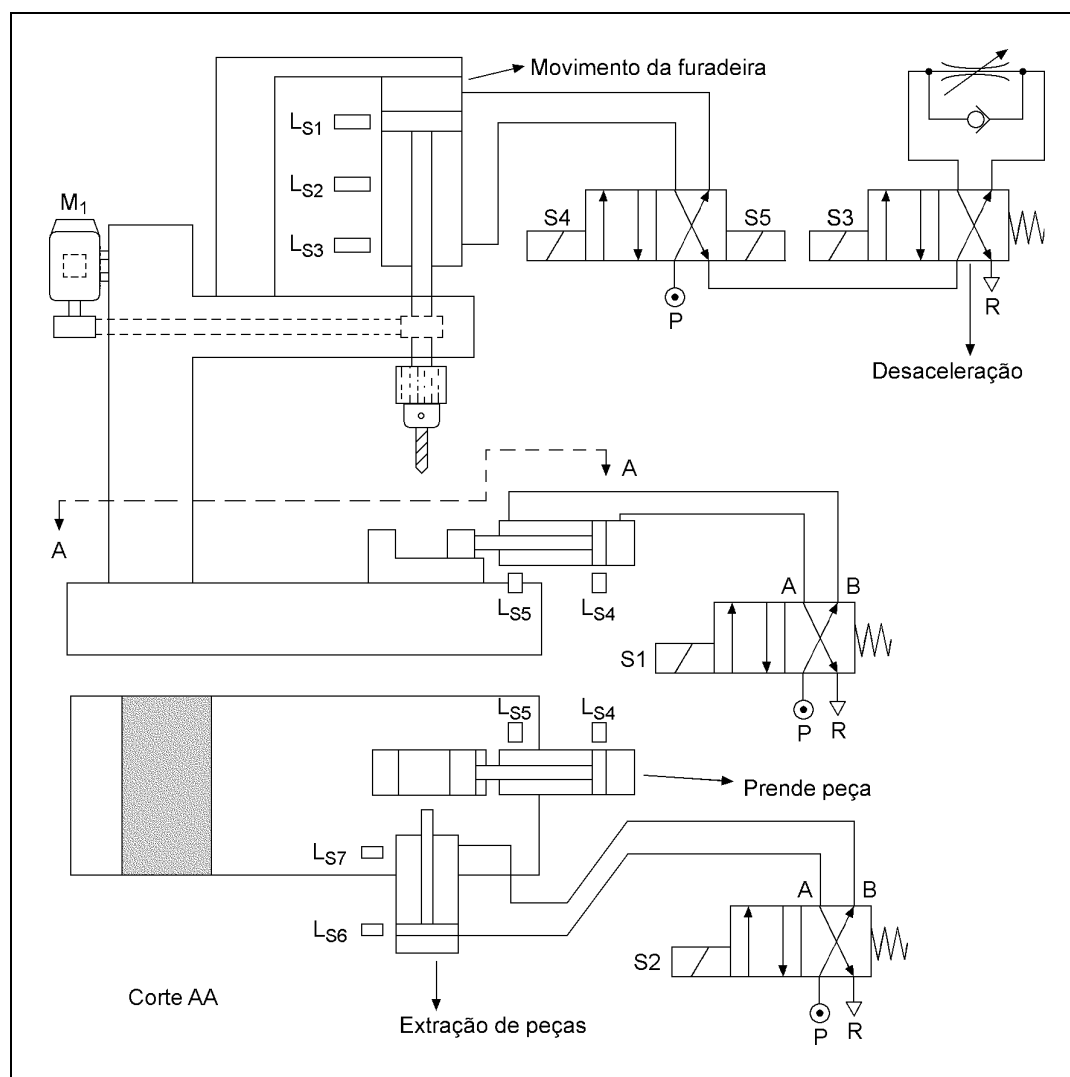 Movimento da furadeira
LS1
LS2
LS3
M1
S4
S5
S3
P
R
Desaceleração
A
A
LS5
LS4
A B
S1
P R
LS5
LS4
Prende peça
LS7
LS6
A B
S2
P R
Corte AA
Extração de peças